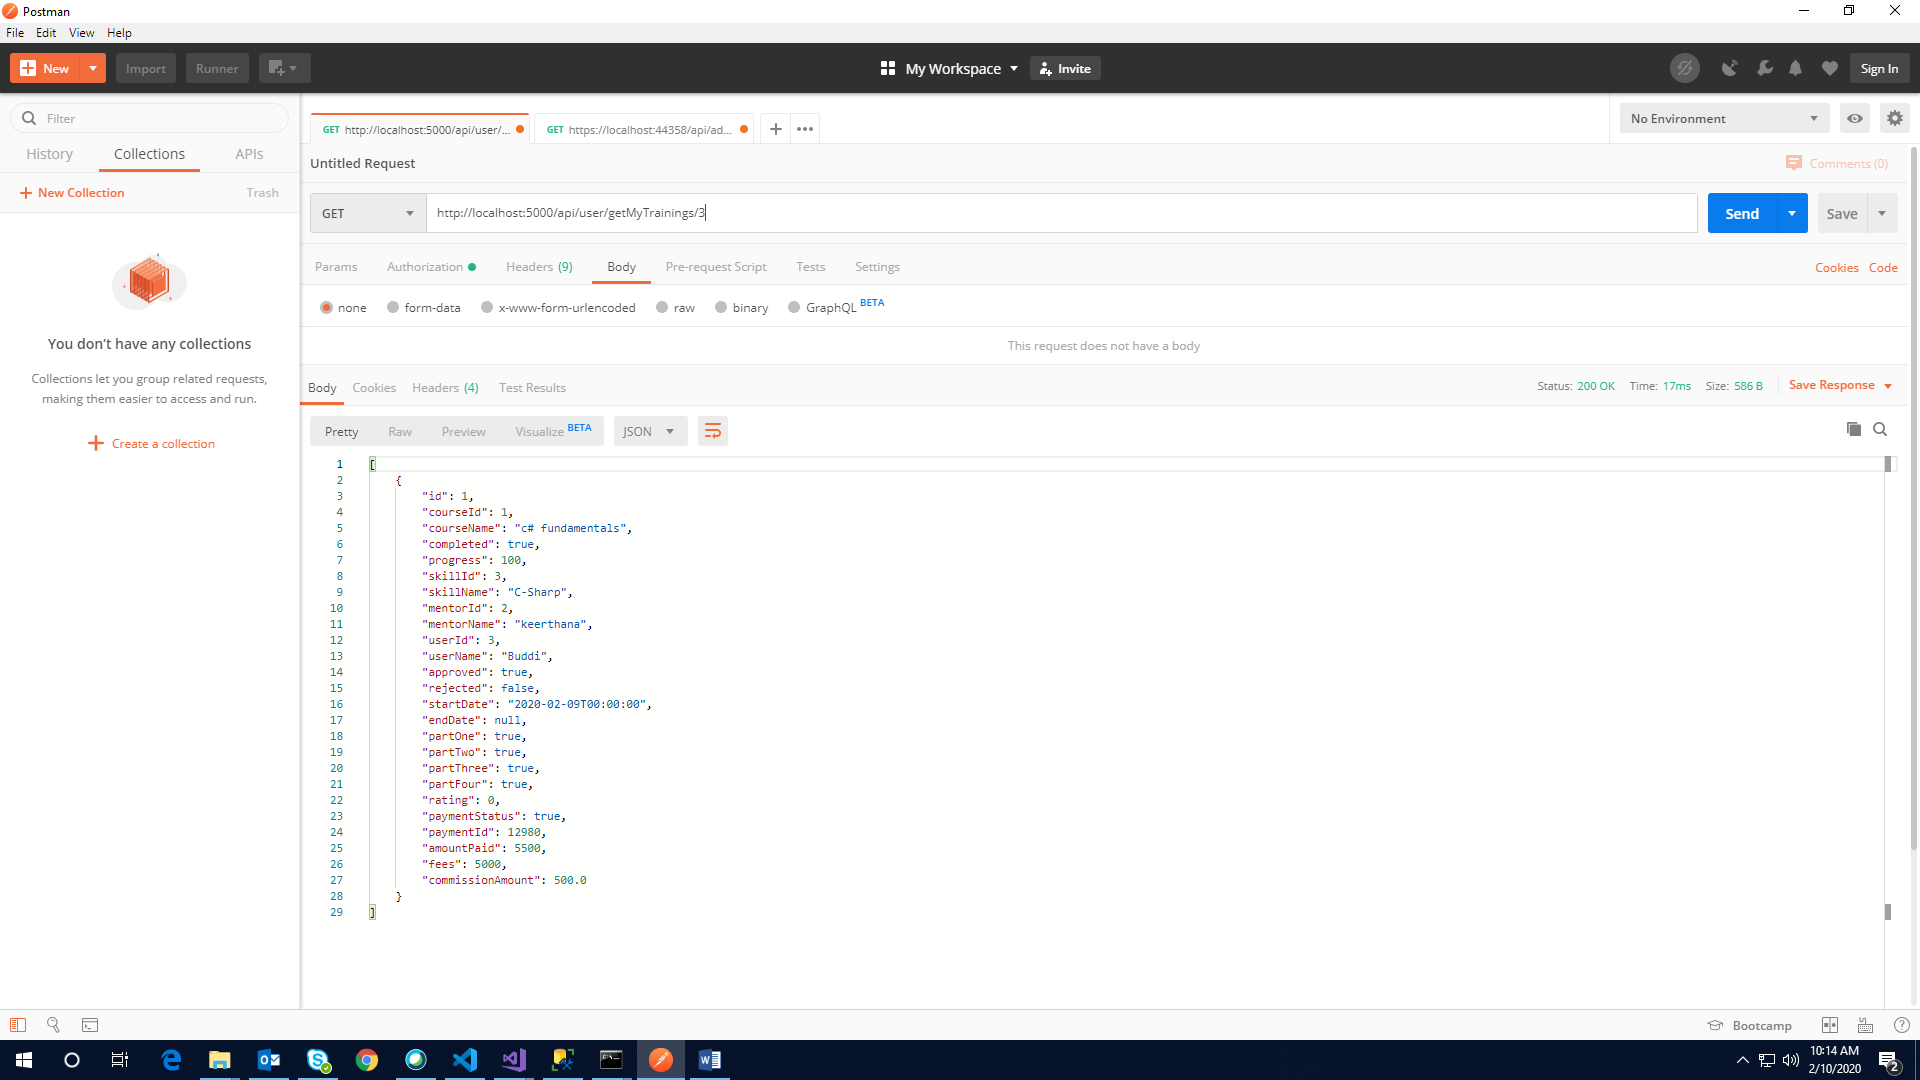 Postman
File Edit View Help
New Import Runner My Workspace Invite Sign In
Filter
History Collections APIs
New Collection Trash
You don't have any collections
Collections let you group related requests,
making them easier to access and run.
Create a collection
GET http://localhost:5000/api/user/... GET https://localhost:44358/api/ad... No Environment
Untitled Request Comments (0)
GET http://localhost:5000/api/user/getMyTrainings/3 Send Save
Params Authorization Headers (9) Body Pre-request Script Tests Settings Cookies Code
none form-data x-www-form-urlencoded raw binary GraphQL BETA
This request does not have a body
Body Cookies Headers (4) Test Results Status: 200 OK Time: 17ms Size: 586 B Save Response
Pretty Raw Preview Visualize BETA JSON
1 [
2 {
3 "id": 1,
4 "courseId": 1,
5 "courseName": "c# fundamentals",
6 "completed": true,
7 "progress": 100,
8 "skillId": 3,
9 "skillName": "C-Sharp",
10 "mentorId": 2,
11 "mentorName": "keerthana",
12 "userId": 3,
13 "userName": "Buddi",
14 "approved": true,
15 "rejected": false,
16 "startDate": "2020-02-09T00:00:00",
17 "endDate": null,
18 "partOne": true,
19 "partTwo": true,
20 "partThree": true,
21 "partFour": true,
22 "rating": 0,
23 "paymentStatus": true,
24 "paymentId": 12980,
25 "amountPaid": 5500,
26 "fees": 5000,
27 "commissionAmount": 500.0
28 }
29 ]
Bootcamp
10:14 AM
2/10/2020
2